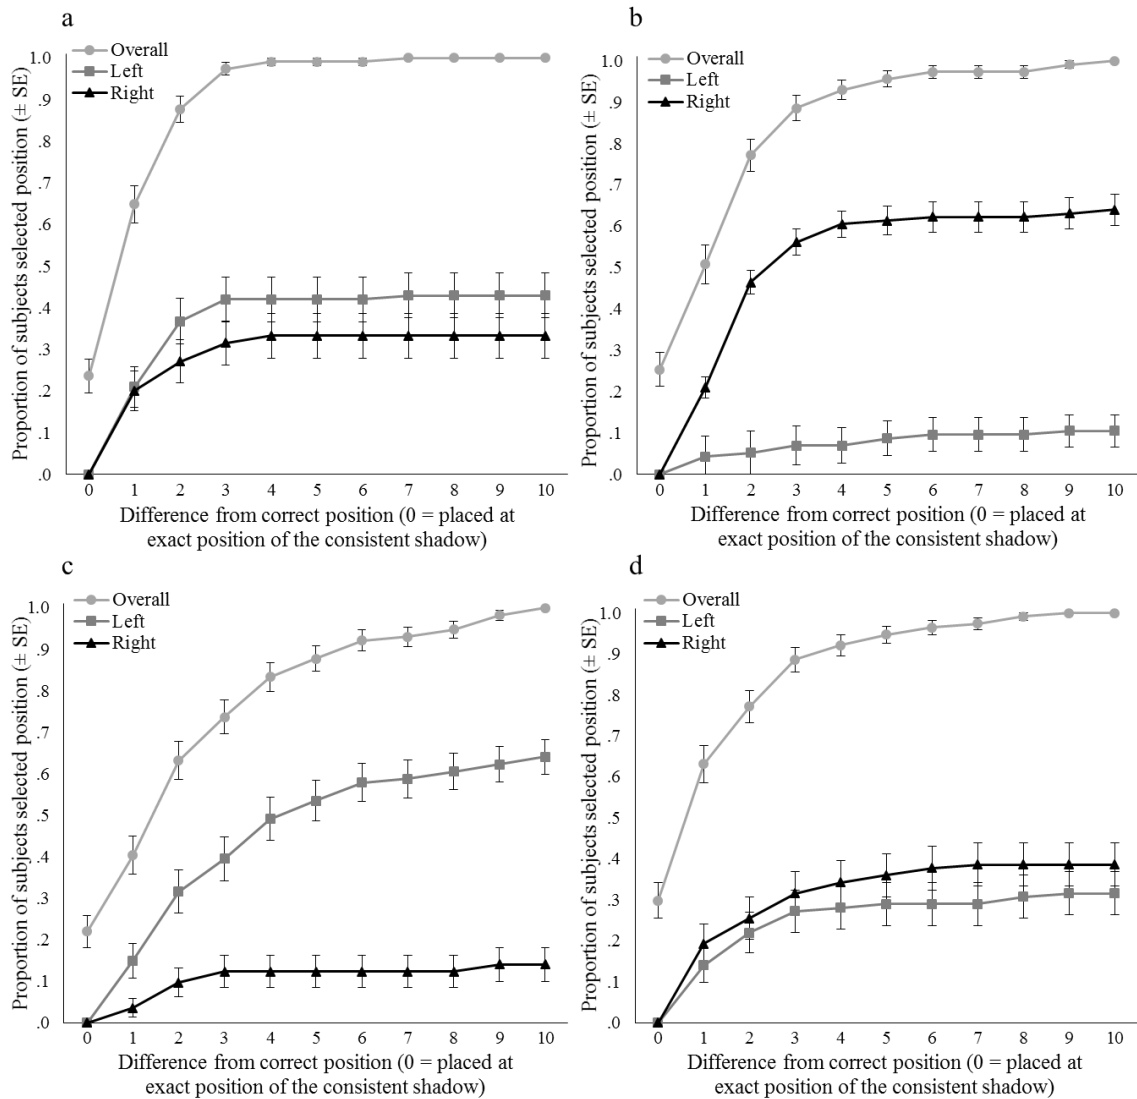 a
Overall
Left
Right
Proportion of subjects selected position (± SE)
1.0
.9
.8
.7
.6
.5
.4
.3
.2
.1
.0
0 1 2 3 4 5 6 7 8 9 10
Difference from correct position (0 = placed at
exact position of the consistent shadow)
b
Overall
Left
Right
Proportion of subjects selected position (± SE)
1.0
.9
.8
.7
.6
.5
.4
.3
.2
.1
.0
0 1 2 3 4 5 6 7 8 9 10
Difference from correct position (0 = placed at
exact position of the consistent shadow)
c
Overall
Left
Right
Proportion of subjects selected position (± SE)
1.0
.9
.8
.7
.6
.5
.4
.3
.2
.1
.0
0 1 2 3 4 5 6 7 8 9 10
Difference from correct position (0 = placed at
exact position of the consistent shadow)
d
Overall
Left
Right
Proportion of subjects selected position (± SE)
1.0
.9
.8
.7
.6
.5
.4
.3
.2
.1
.0
0 1 2 3 4 5 6 7 8 9 10
Difference from correct position (0 = placed at
exact position of the consistent shadow)